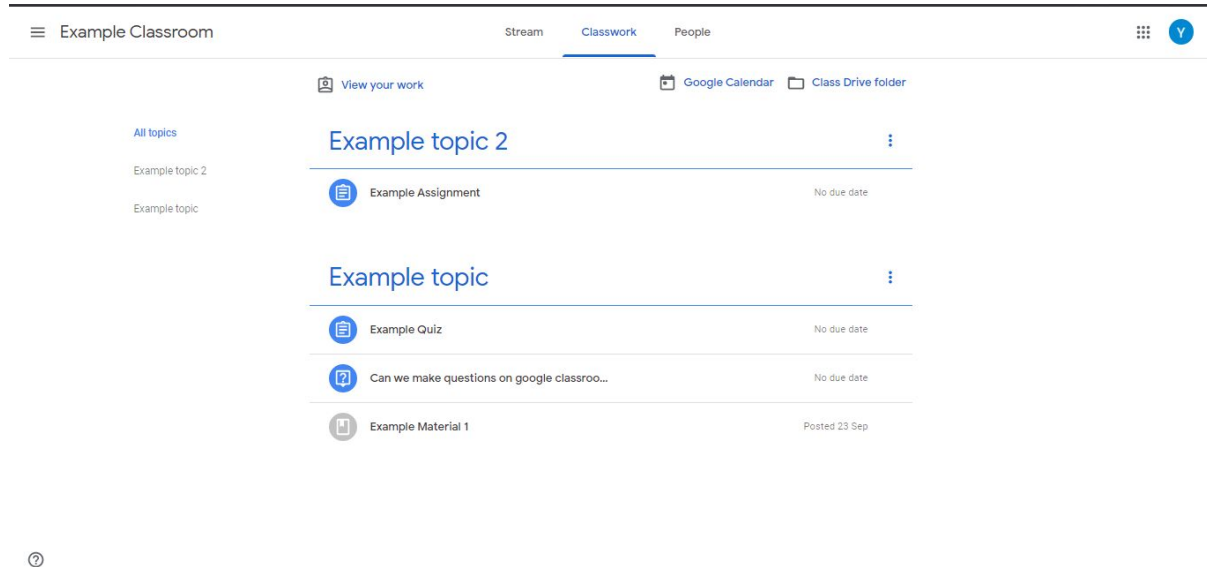 Example Classroom
Stream
Classwork
People
Y
View your work
Google Calendar
Class Drive folder
All topics
Example topic 2
Example topic
Example topic 2
Example Assignment
No due date
Example topic
Example Quiz
No due date
Can we make questions on google classroo...
No due date
Example Material 1
Posted 23 Sep